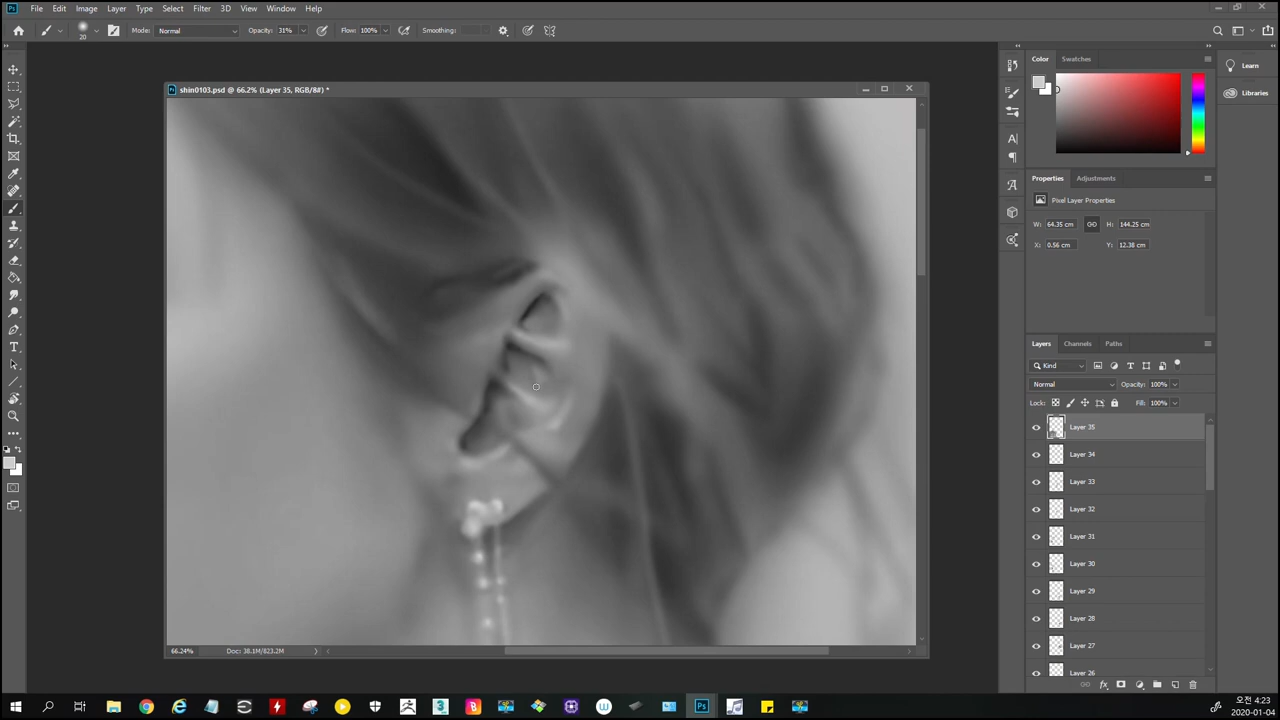 Ps File Edit Image Layer Type Select Filter 3D View Window Help
20 Mode: Normal Opacity: 31% Flow: 100% Smoothing:
shin0103.psd @ 66.2% (Layer 35, RGB/8#) *
66.24% Doc: 38.1M/823.2M
Color Swatches
Learn
Libraries
Properties Adjustments
Pixel Layer Properties
W: 64.35 cm H: 144.25 cm
X: 0.56 cm Y: 12.38 cm
Layers Channels Paths
Kind
Normal Opacity: 100%
Lock: Fill: 100%
Layer 35
Layer 34
Layer 33
Layer 32
Layer 31
Layer 30
Layer 29
Layer 28
Layer 27
Layer 26
오전 4:23
2020-01-04